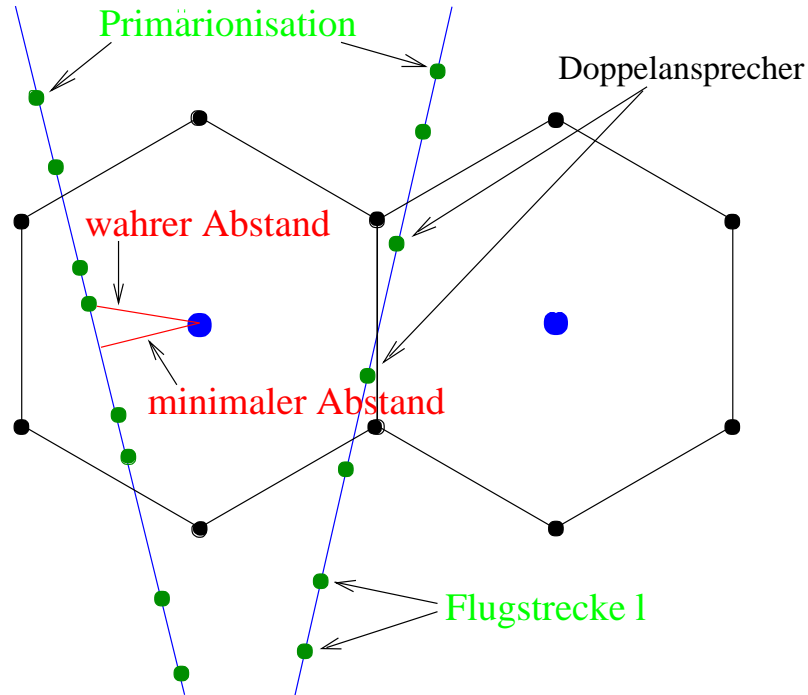 Primärionisation
Doppelansprecher
wahrer Abstand
minimaler Abstand
Flugstrecke l